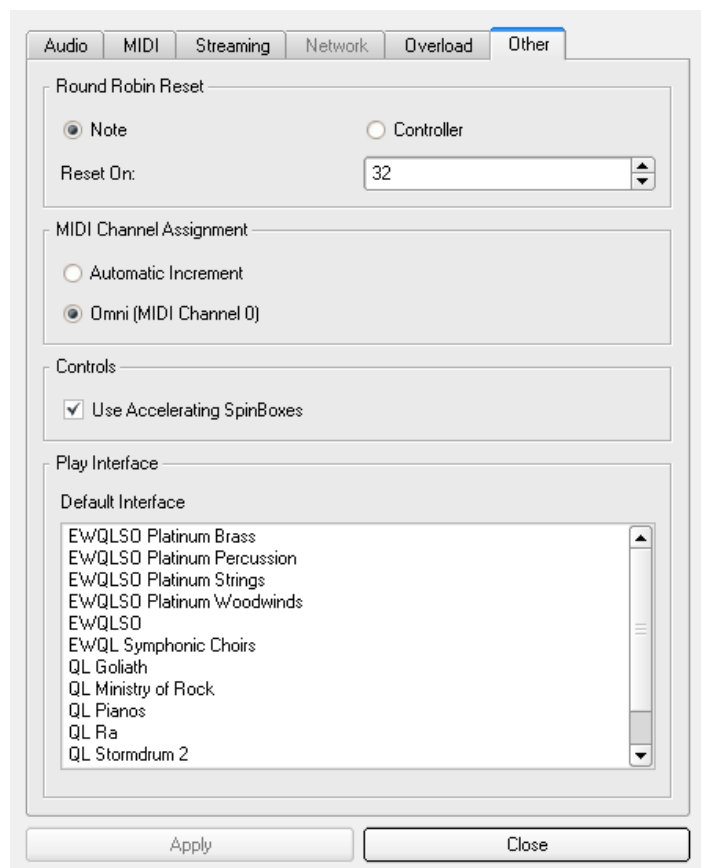 Audio MIDI Streaming Network Overload Other
Round Robin Reset
Note Controller
Reset On: 32
MIDI Channel Assignment
Automatic Increment
Omni (MIDI Channel 0)
Controls
Use Accelerating SpinBoxes
Play Interface
Default Interface
EWQLSO Platinum Brass
EWQLSO Platinum Percussion
EWQLSO Platinum Strings
EWQLSO Platinum Woodwinds
EWQLSO
EWQL Symphonic Choirs
QL Goliath
QL Ministry of Rock
QL Pianos
QL Ra
QL Stormdrum 2
Apply Close